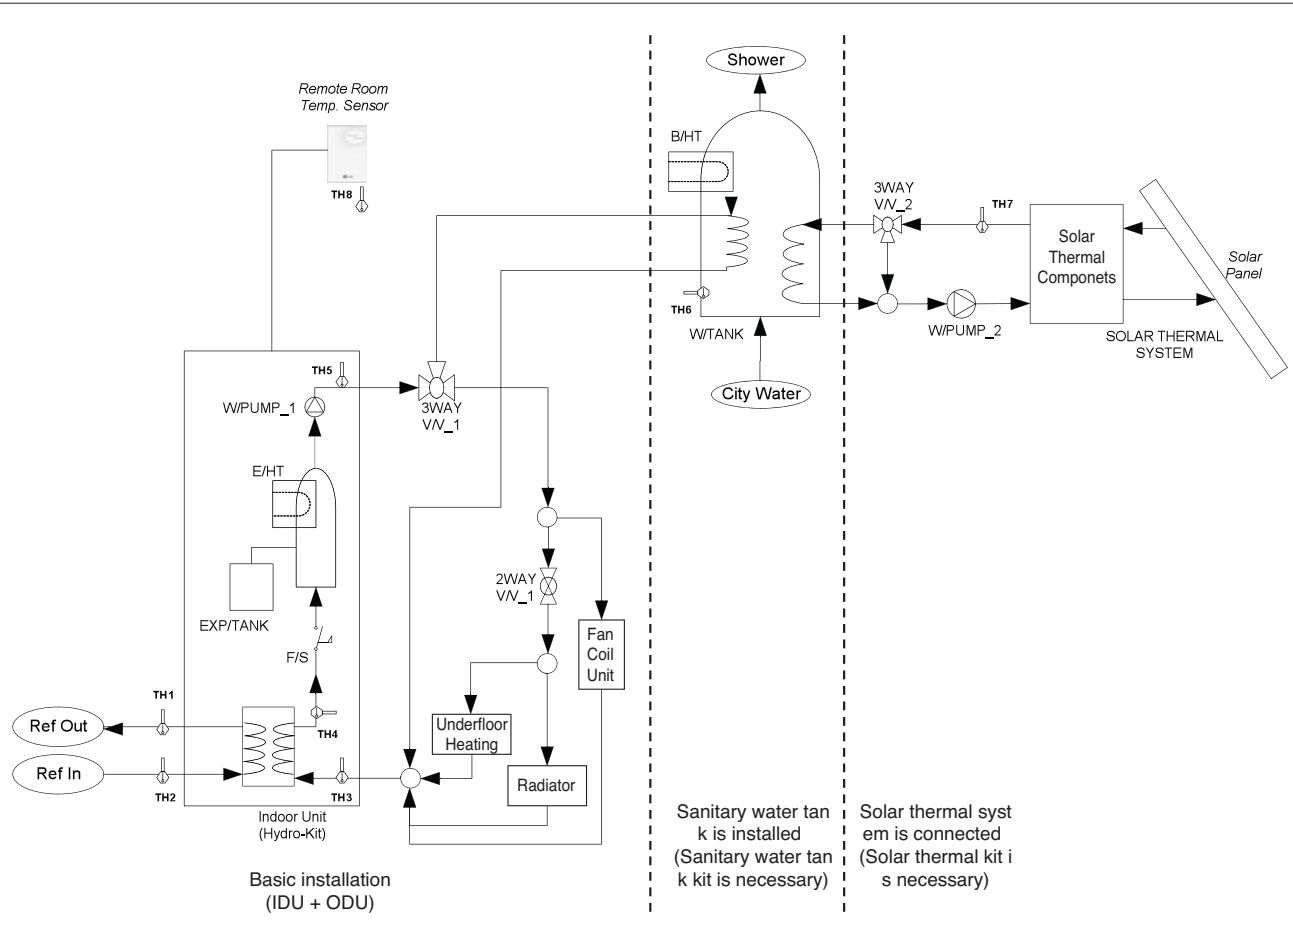 Shower
Remote Room
Temp. Sensor
TH8
B/HT
3WAY
V/V_2
TH7
Solar
Thermal
Componets
Solar
Panel
TH6
W/TANK
W/PUMP_2
SOLAR THERMAL
SYSTEM
City Water
TH5
W/PUMP_1
3WAY
V/V_1
E/HT
2WAY
V/V_1
EXP/TANK
F/S
Fan
Coil
Unit
TH1
Ref Out
TH4
Underfloor
Heating
Ref In
TH2
TH3
Radiator
Indoor Unit
(Hydro-Kit)
Basic installation
(IDU + ODU)
Sanitary water tan
k is installed
(Sanitary water tan
k kit is necessary)
Solar thermal syst
em is connected
(Solar thermal kit i
s necessary)